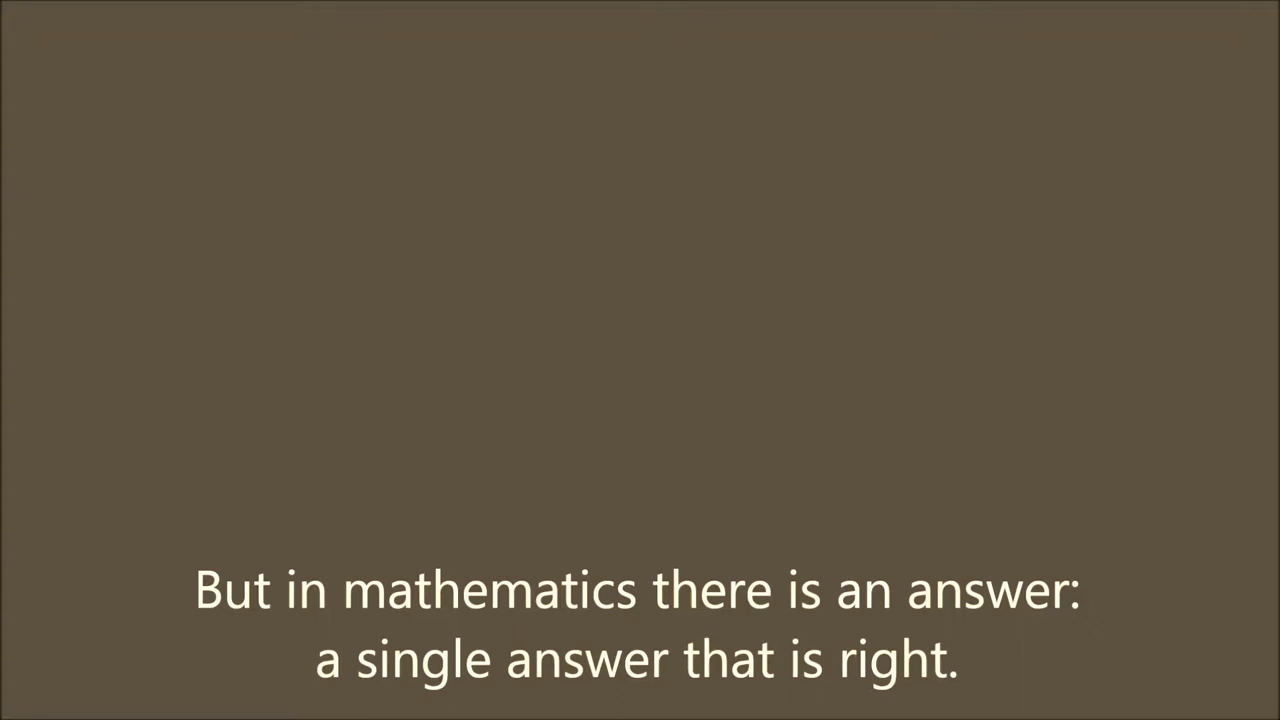 But in mathematics there is an answer:
a single answer that is right.